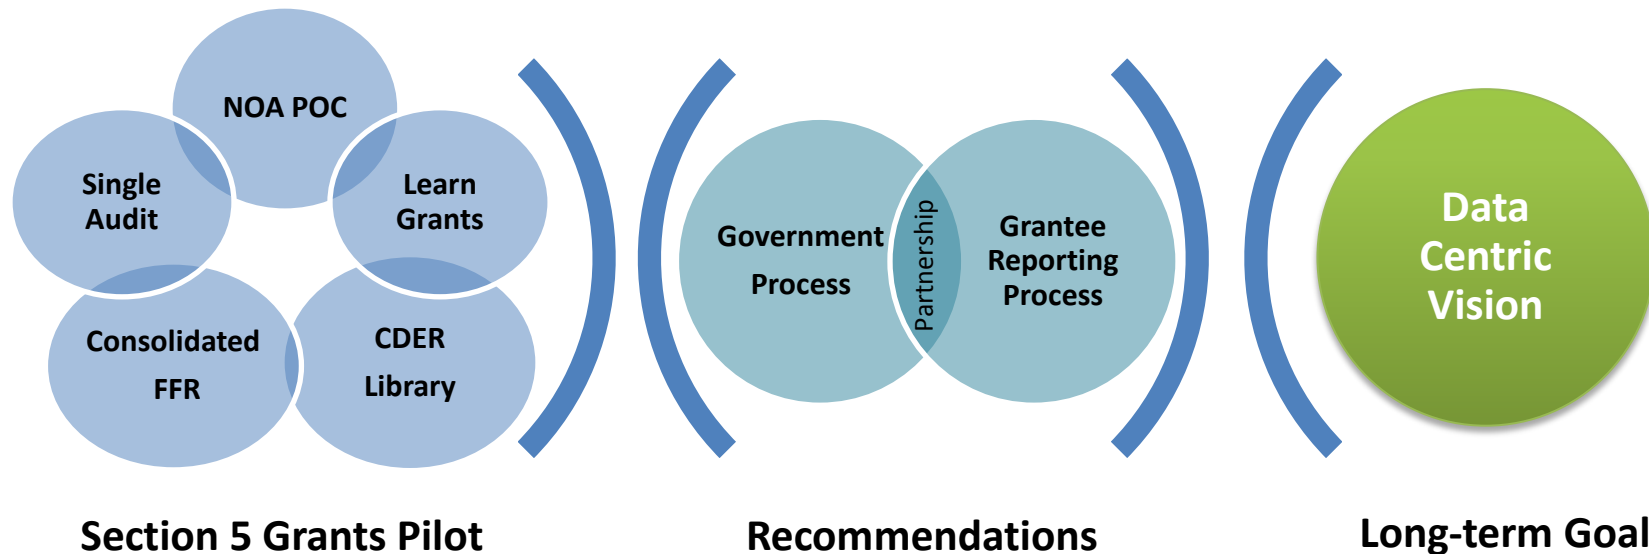 NOA POC
Single
Audit
Learn
Grants
Consolidated
FFR
CDER
Library
Section 5 Grants Pilot
Government
Process
Partnership
Grantee
Reporting
Process
Recommendations
Data
Centric
Vision
Long-term Goal